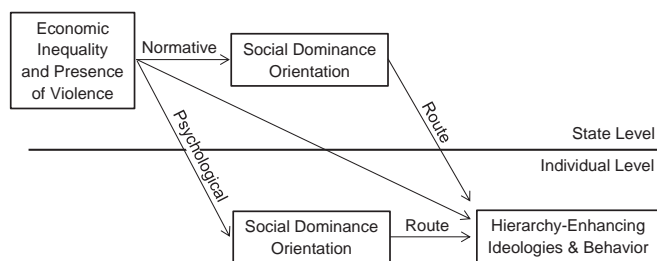 Economic
Inequality
and Presence
of Violence
Normative
Social Dominance
Orientation
Route
Psychological
State Level
Individual Level
Social Dominance
Orientation
Route
Hierarchy-Enhancing
Ideologies & Behavior